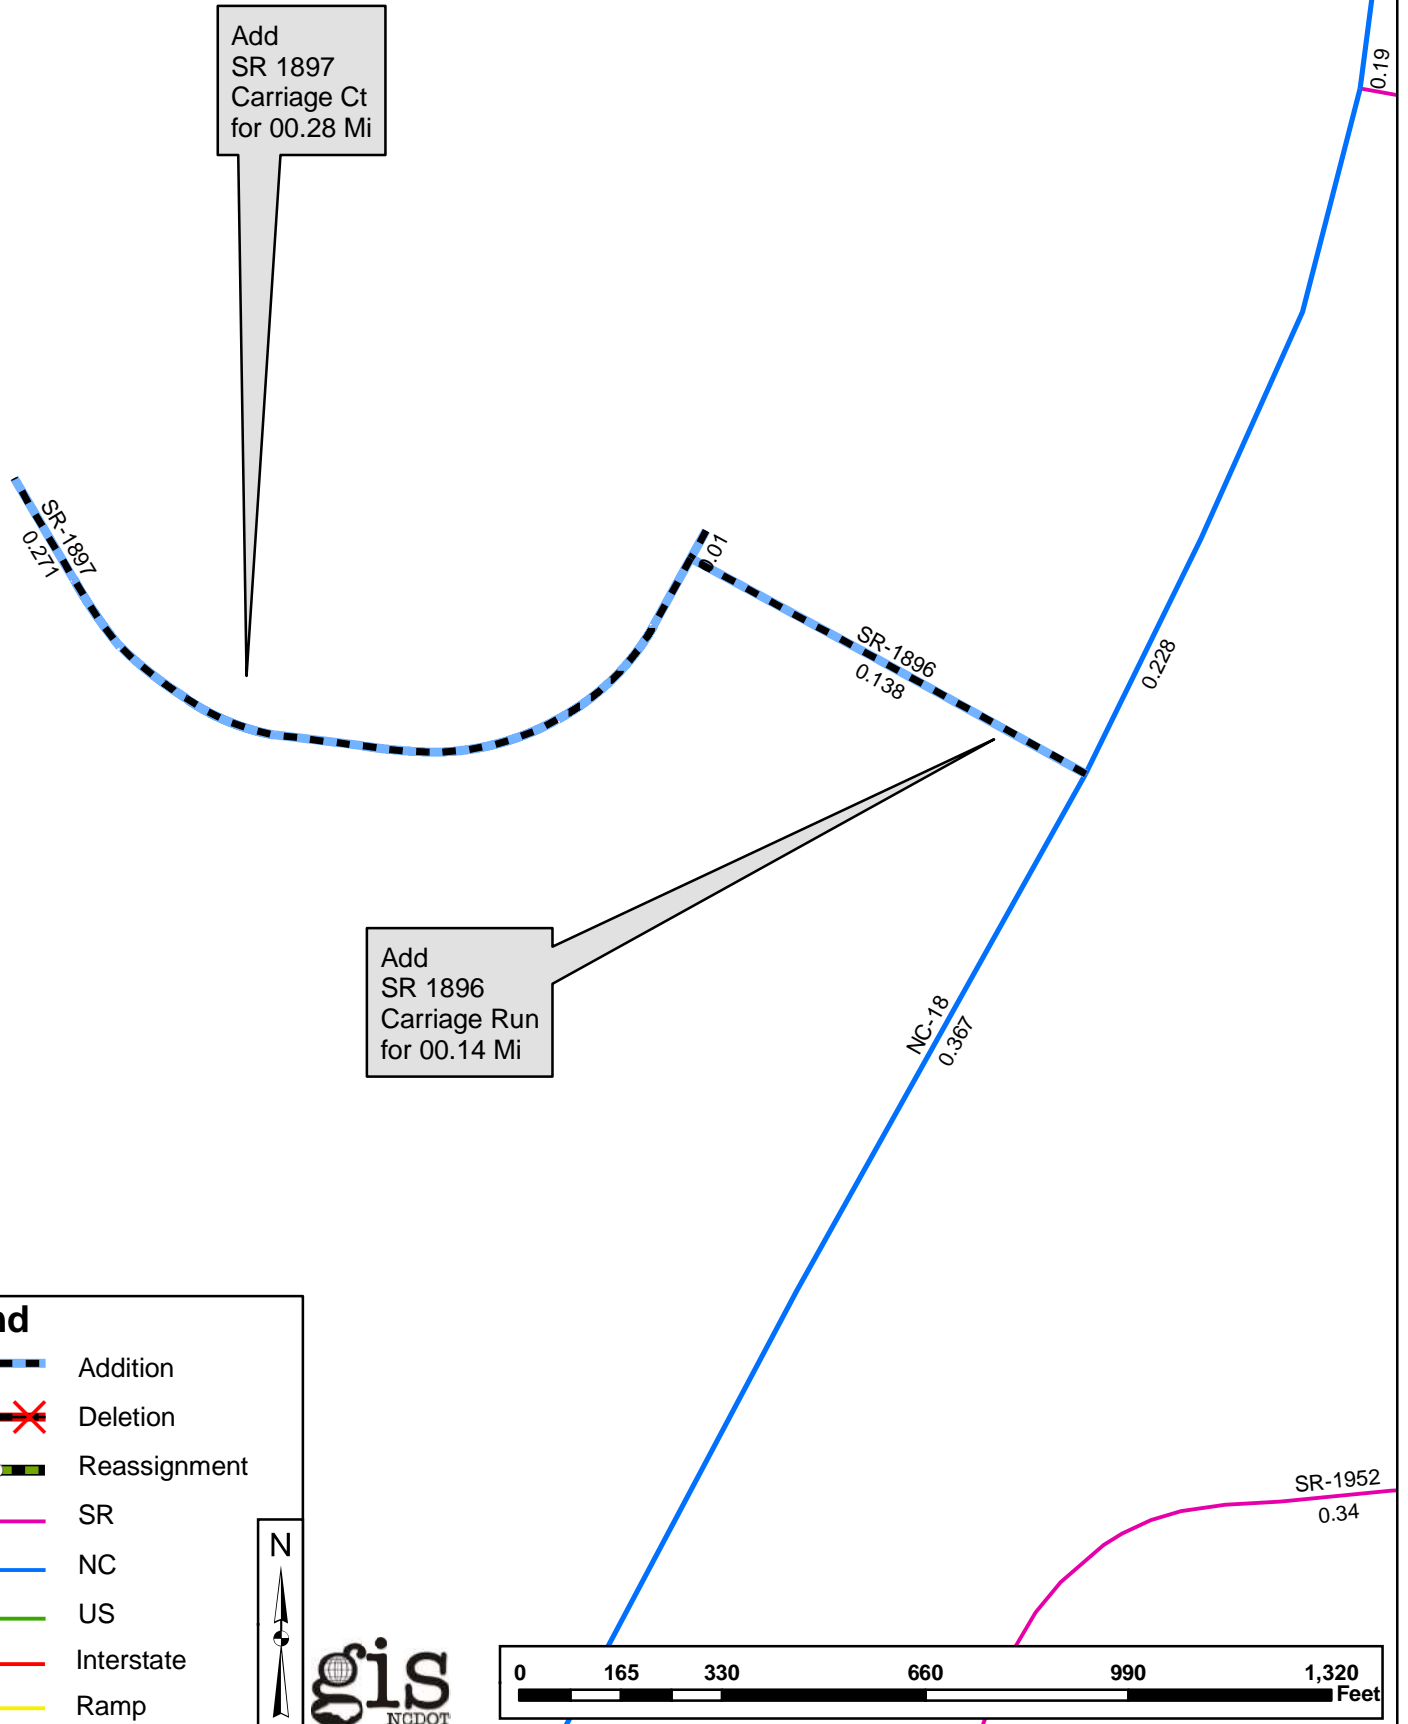 Add
SR 1897
Carriage Ct
for 00.28 Mi
0.19
SR-1897
0.271
0.01
SR-1896
0.138
0.228
Add
SR 1896
Carriage Run
for 00.14 Mi
NC-18
0.367
nd
Addition
Deletion
Reassignment
SR
NC
US
Interstate
Ramp
N
gis
NCDOT
SR-1952
0.34
0 165 330 660 990 1,320
Feet